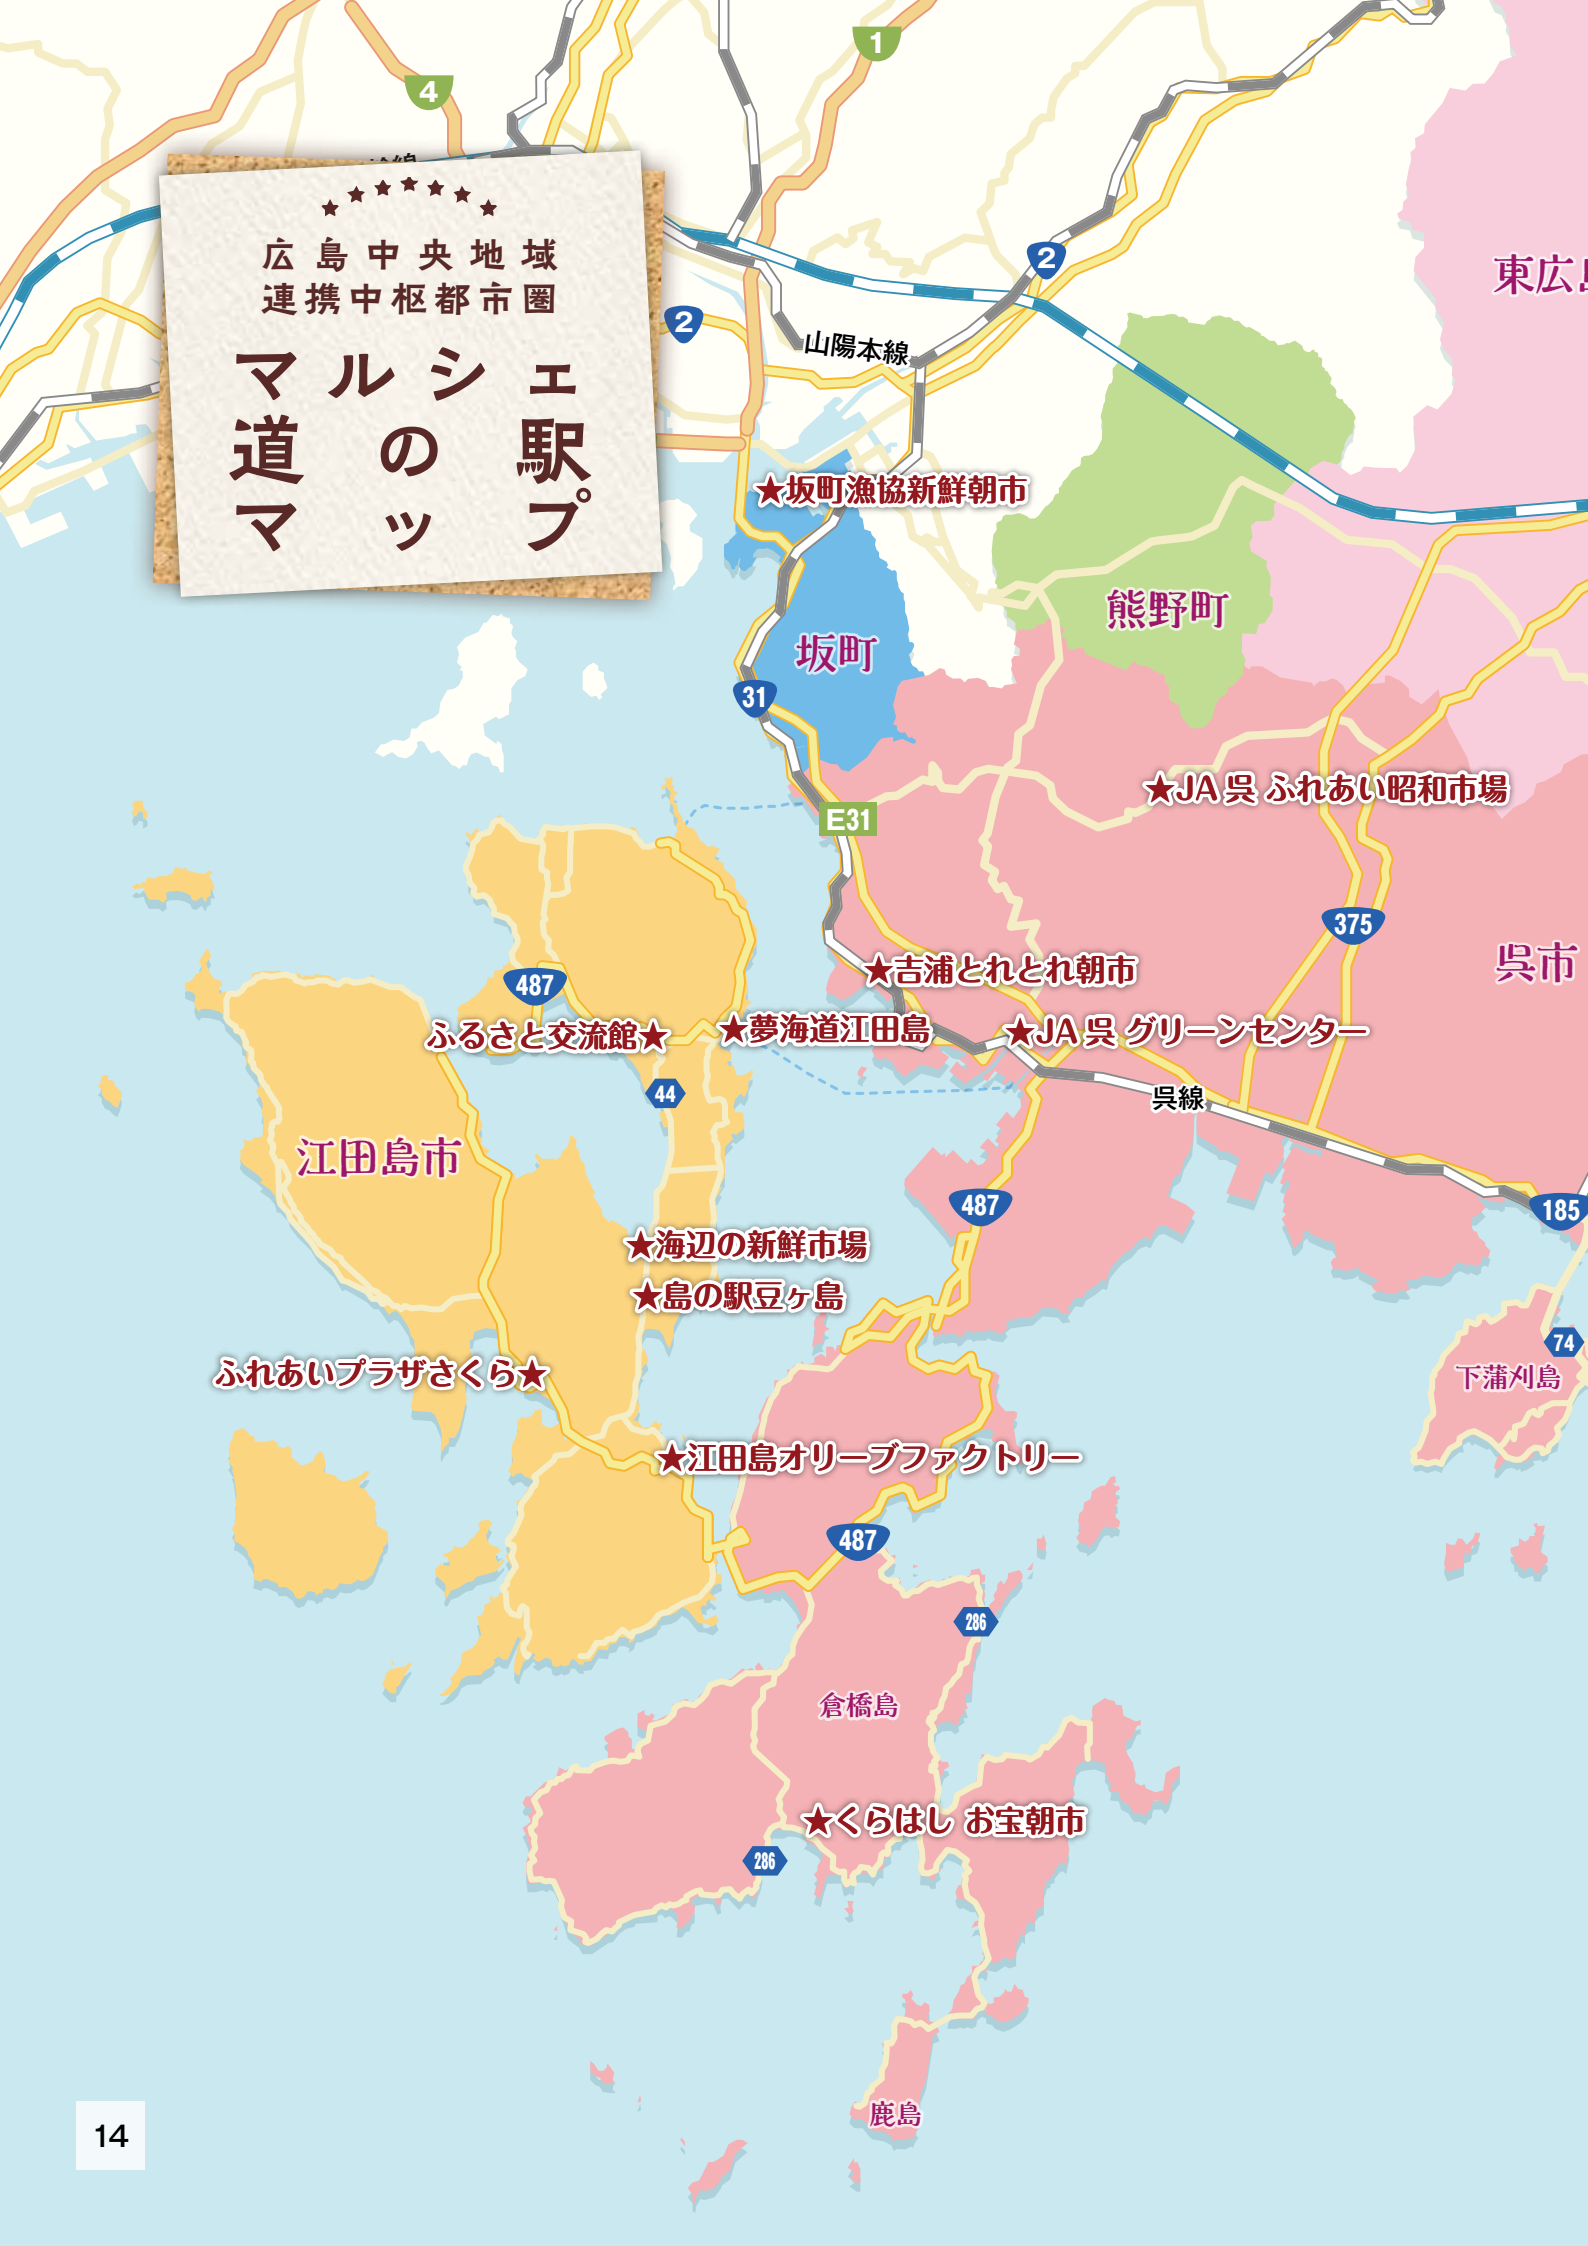 4
1
広島中央地域
連携中枢都市圏
マルシェ
道の駅
マップ
2
2
山陽本線
東広
★坂町漁協新鮮朝市
熊野町
坂町
31
★JA呉 ふれあい昭和市場
E31
375
呉市
★吉浦とれとれ朝市
487
ふるさと交流館★
★夢海道江田島
★JA呉 グリーンセンター
44
呉線
江田島市
487
185
★海辺の新鮮市場
★島の駅豆ヶ島
74
下蒲刈島
ふれあいプラザさくら★
★江田島オリーブファクトリー
487
286
倉橋島
★くらはし お宝朝市
286
鹿島
14